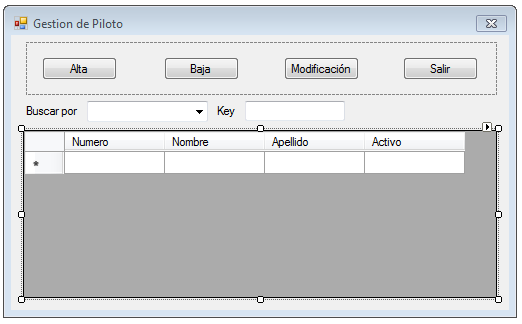 Gestion de Piloto
Alta Baja Modificación Salir
Buscar por Key
Numero Nombre Apellido Activo
*